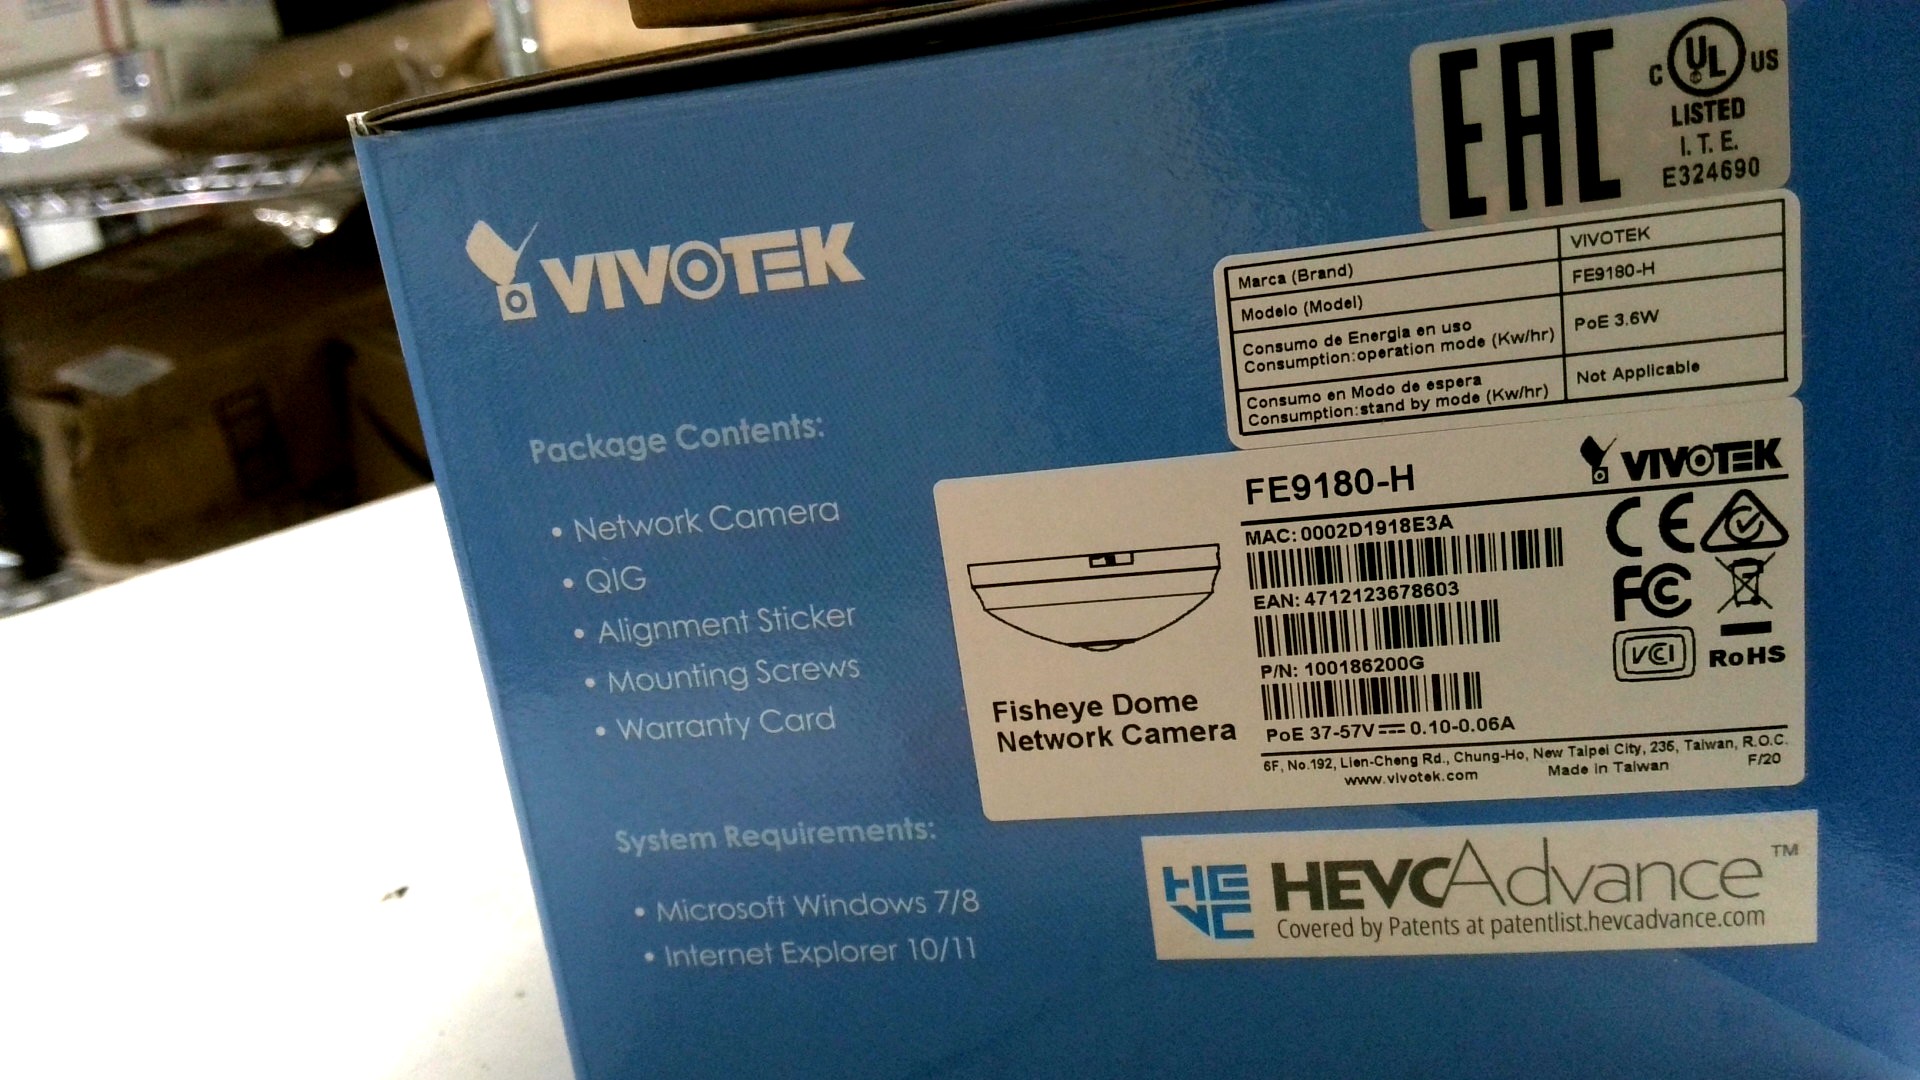 VIVOTEK
Package Contents:
• Network Camera
• QIG
• Alignment Sticker
• Mounting Screws
• Warranty Card
System Requirements:
• Microsoft Windows 7/8
• Internet Explorer 10/11
EAC
C UL US
LISTED
I.T.E.
E324690
Marca (Brand) VIVOTEK
Modelo (Model) FE9180-H
Consumo de Energia en uso
Consumption:operation mode (Kw/hr) PoE 3.6W
Consumo en Modo de espera
Consumption:stand by mode (Kw/hr) Not Applicable
FE9180-H
VIVOTEK
MAC: 0002D1918E3A
EAN: 4712123678603
P/N: 100186200G
PoE 37-57V⎓0.10-0.06A
CE
FC
VCI
RoHS
Fisheye Dome
Network Camera
6F, No.192, Lien-Cheng Rd., Chung-Ho, New Taipei City, 235, Taiwan, R.O.C.
www.vivotek.com Made in Taiwan F/20
HEVC HEVCAdvance™
Covered by Patents at patentlist.hevcadvance.com